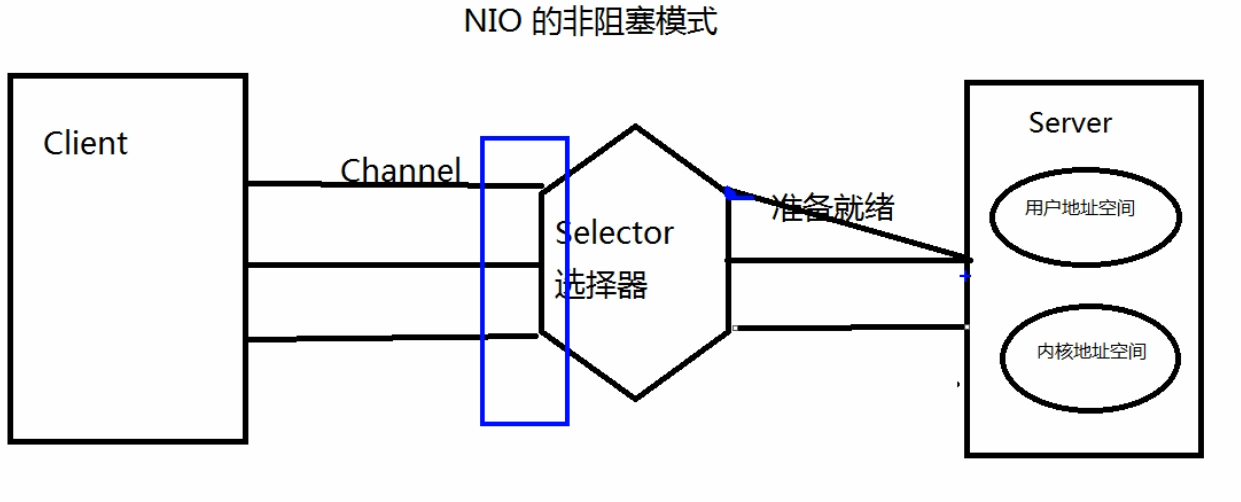 NIO 的非阻塞模式
Client
Channel
Selector
选择器
准备就绪
Server
用户地址空间
内核地址空间